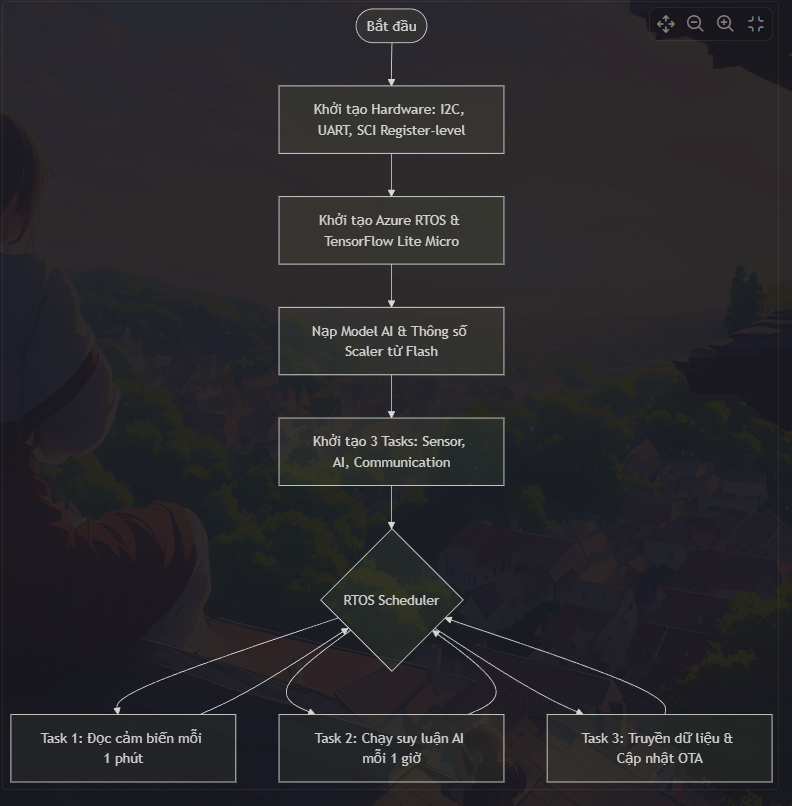 Bắt đầu
Khởi tạo Hardware: I2C,
UART, SCI Register-level
Khởi tạo Azure RTOS &
TensorFlow Lite Micro
Nạp Model AI & Thông số
Scaler từ Flash
Khởi tạo 3 Tasks: Sensor,
AI, Communication
RTOS Scheduler
Task 1: Đọc cảm biến mỗi
1 phút
Task 2: Chạy suy luận AI
mỗi 1 giờ
Task 3: Truyền dữ liệu &
Cập nhật OTA